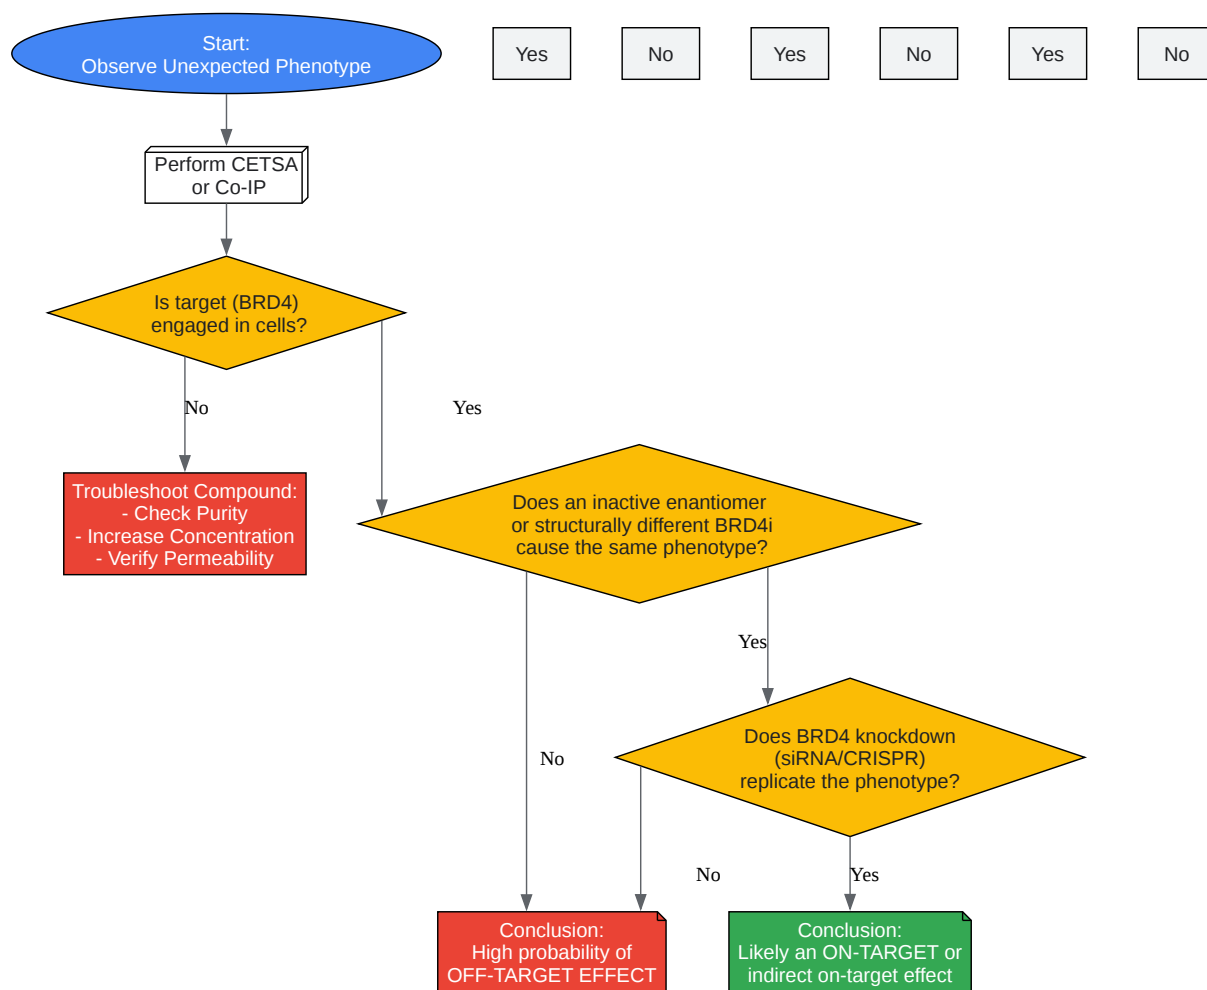 Start:
Observe Unexpected Phenotype
Yes
No
Yes
No
Yes
No
Perform CETSA
or Co-IP
Is target (BRD4)
engaged in cells?
No
Yes
Troubleshoot Compound:
- Check Purity
- Increase Concentration
- Verify Permeability
Does an inactive enantiomer
or structurally different BRD4i
cause the same phenotype?
Yes
No
Does BRD4 knockdown
(siRNA/CRISPR)
replicate the phenotype?
No
Yes
Conclusion:
High probability of
OFF-TARGET EFFECT
Conclusion:
Likely an ON-TARGET or
indirect on-target effect